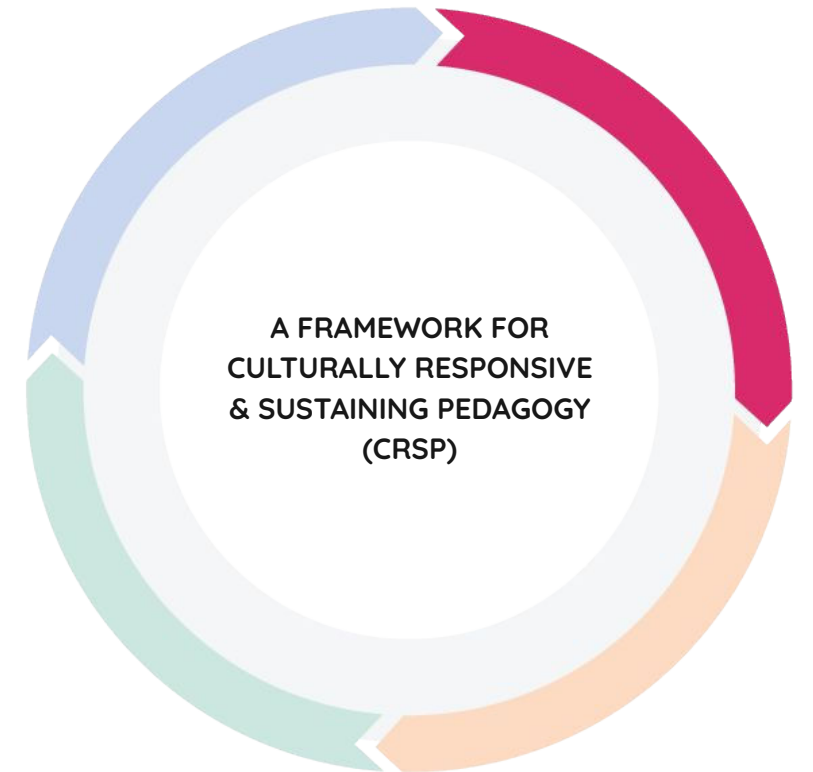 A FRAMEWORK FOR
CULTURALLY RESPONSIVE
& SUSTAINING PEDAGOGY
(CRSP)